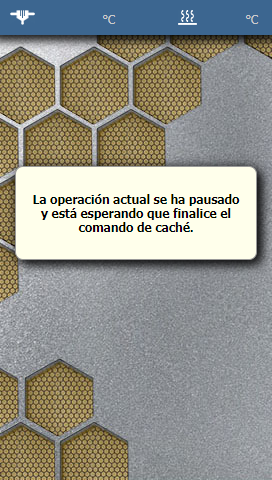 °C °C
La operación actual se ha pausado
y está esperando que finalice el
comando de caché.